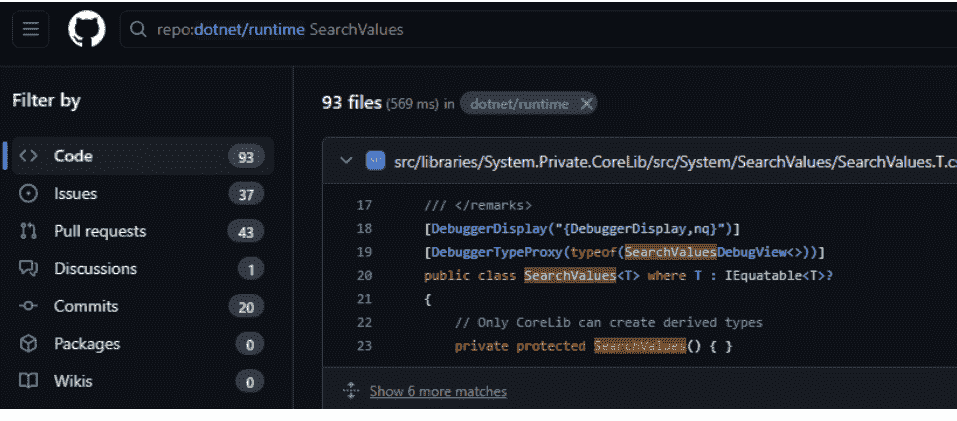 repo:dotnet/runtime SearchValues
Filter by
Code 93
Issues 37
Pull requests 43
Discussions 1
Commits 20
Packages 0
Wikis 0
93 files (569 ms) in dotnet/runtime
src/libraries/System.Private.CoreLib/src/System/SearchValues/SearchValues.T.cs
17 /// </remarks>
18 [DebuggerDisplay("{DebuggerDisplay,nq}")]
19 [DebuggerTypeProxy(typeof(SearchValuesDebugView<>))]
20 public class SearchValues<T> where T : IEquatable<T>?
21 {
22 // Only CoreLib can create derived types
23 private protected SearchValues() { }
Show 6 more matches